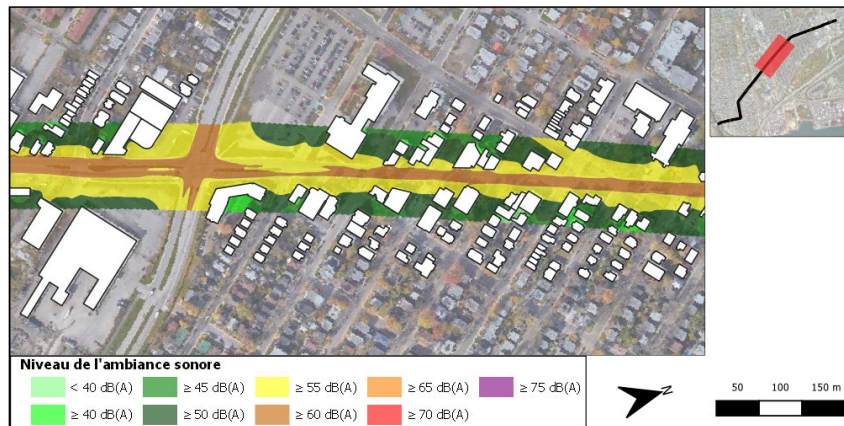 Niveau de l'ambiance sonore
< 40 dB(A) ≥ 45 dB(A) ≥ 55 dB(A) ≥ 65 dB(A) ≥ 75 dB(A)
≥ 40 dB(A) ≥ 50 dB(A) ≥ 60 dB(A) ≥ 70 dB(A)
N
50 100 150 m